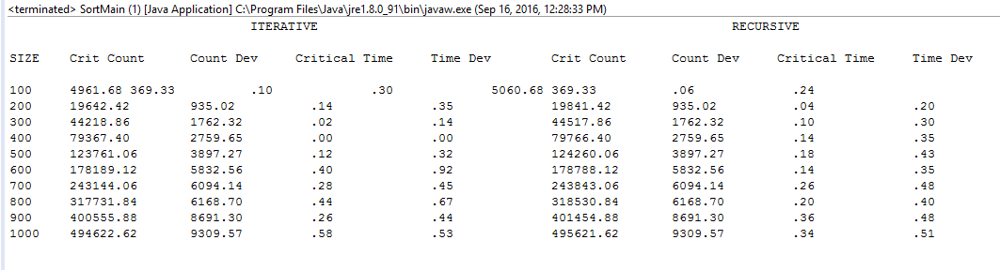 <terminated> SortMain (1) [Java Application] C:\Program Files\Java\jre1.8.0_91\bin\javaw.exe (Sep 16, 2016, 12:28:33 PM)
ITERATIVE RECURSIVE
SIZE Crit Count Count Dev Critical Time Time Dev Crit Count Count Dev Critical Time Time Dev
100 4961.68 369.33 .10 .30 5060.68 369.33 .06 .24
200 19642.42 935.02 .14 .35 19841.42 935.02 .04 .20
300 44218.86 1762.32 .02 .14 44517.86 1762.32 .10 .30
400 79367.40 2759.65 .00 .00 79766.40 2759.65 .14 .35
500 123761.06 3897.27 .12 .32 124260.06 3897.27 .18 .43
600 178189.12 5832.56 .40 .92 178788.12 5832.56 .14 .35
700 243144.06 6094.14 .28 .45 243843.06 6094.14 .26 .48
800 317731.84 6168.70 .44 .67 318530.84 6168.70 .20 .40
900 400555.88 8691.30 .26 .44 401454.88 8691.30 .36 .48
1000 494622.62 9309.57 .58 .53 495621.62 9309.57 .34 .51